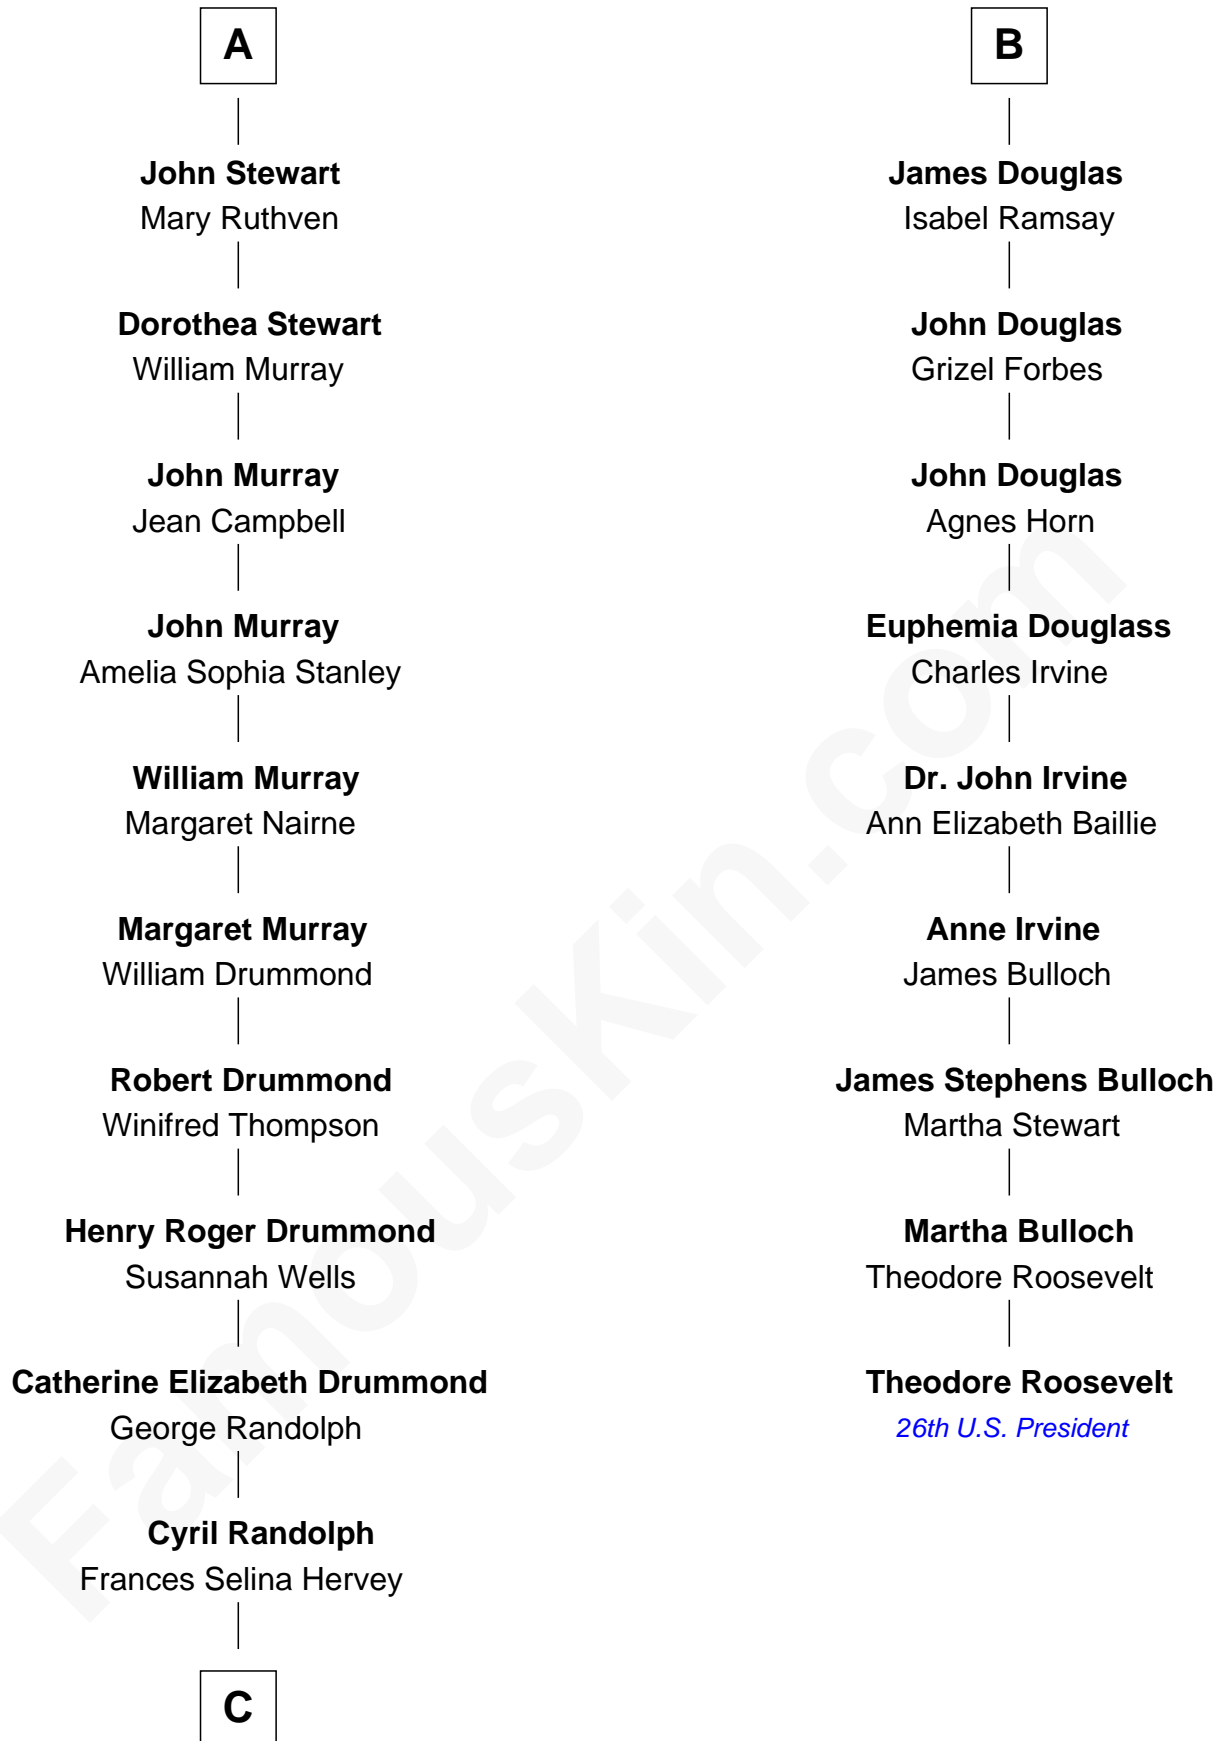 A
John Stewart
Mary Ruthven
Dorothea Stewart
William Murray
John Murray
Jean Campbell
John Murray
Amelia Sophia Stanley
William Murray
Margaret Nairne
Margaret Murray
William Drummond
Robert Drummond
Winifred Thompson
Henry Roger Drummond
Susannah Wells
Catherine Elizabeth Drummond
George Randolph
Cyril Randolph
Frances Selina Hervey
C
B
James Douglas
Isabel Ramsay
John Douglas
Grizel Forbes
John Douglas
Agnes Horn
Euphemia Douglass
Charles Irvine
Dr. John Irvine
Ann Elizabeth Baillie
Anne Irvine
James Bulloch
James Stephens Bulloch
Martha Stewart
Martha Bulloch
Theodore Roosevelt
Theodore Roosevelt
26th U.S. President
FamousKin.com